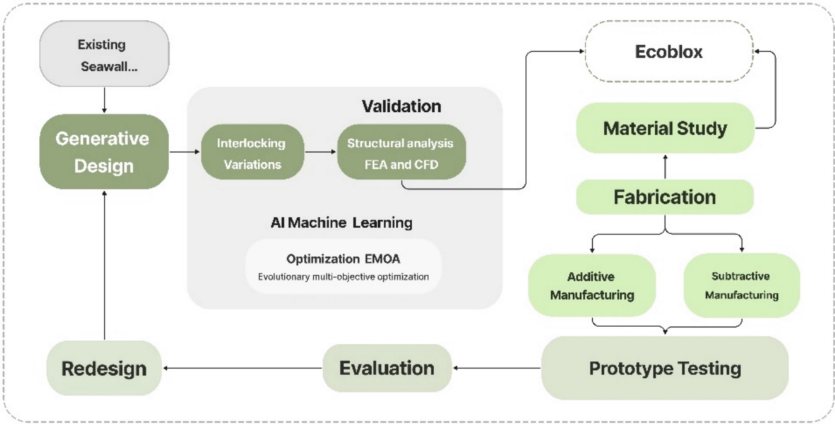 Existing
Seawall...
Generative
Design
Validation
Interlocking
Variations
Structural analysis
FEA and CFD
AI Machine Learning
Optimization EMOA
Evolutionary multi-objective optimization
Ecoblox
Material Study
Fabrication
Additive
Manufacturing
Subtractive
Manufacturing
Prototype Testing
Evaluation
Redesign